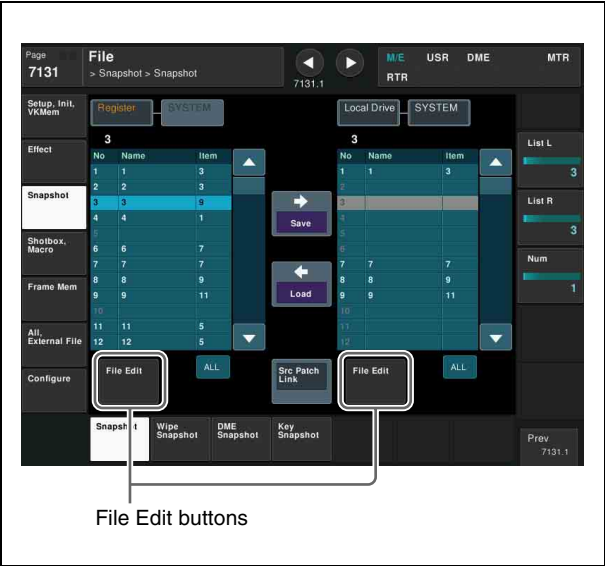 Page
7131
File
> Snapshot > Snapshot
7131.1
M/E USR DME MTR
RTR
Setup, Init,
VKMem
Effect
Snapshot
Shotbox,
Macro
Frame Mem
All,
External File
Configure
Register SYSTEM
3
No Name Item
1 1 3
2 2 3
3 3 9
4 4 1
5
6 6 7
7 7 7
8 8 9
9 9 11
10
11 11 5
12 12 5
File Edit
ALL
Save
Load
Src Patch
Link
Local Drive SYSTEM
3
No Name Item
1 1 3
2
3
4
5
6
7 7 7
8 8 9
9 9 11
10
11
12
File Edit
ALL
List L
3
List R
3
Num
1
Snapshot
Wipe
Snapshot
DME
Snapshot
Key
Snapshot
Prev
7131.1
File Edit buttons